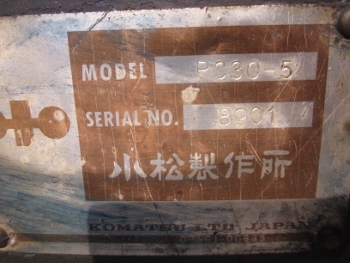 MODEL PC30-5
SERIAL NO. 8901
小松製作所
KOMATSU LTD. JAPAN